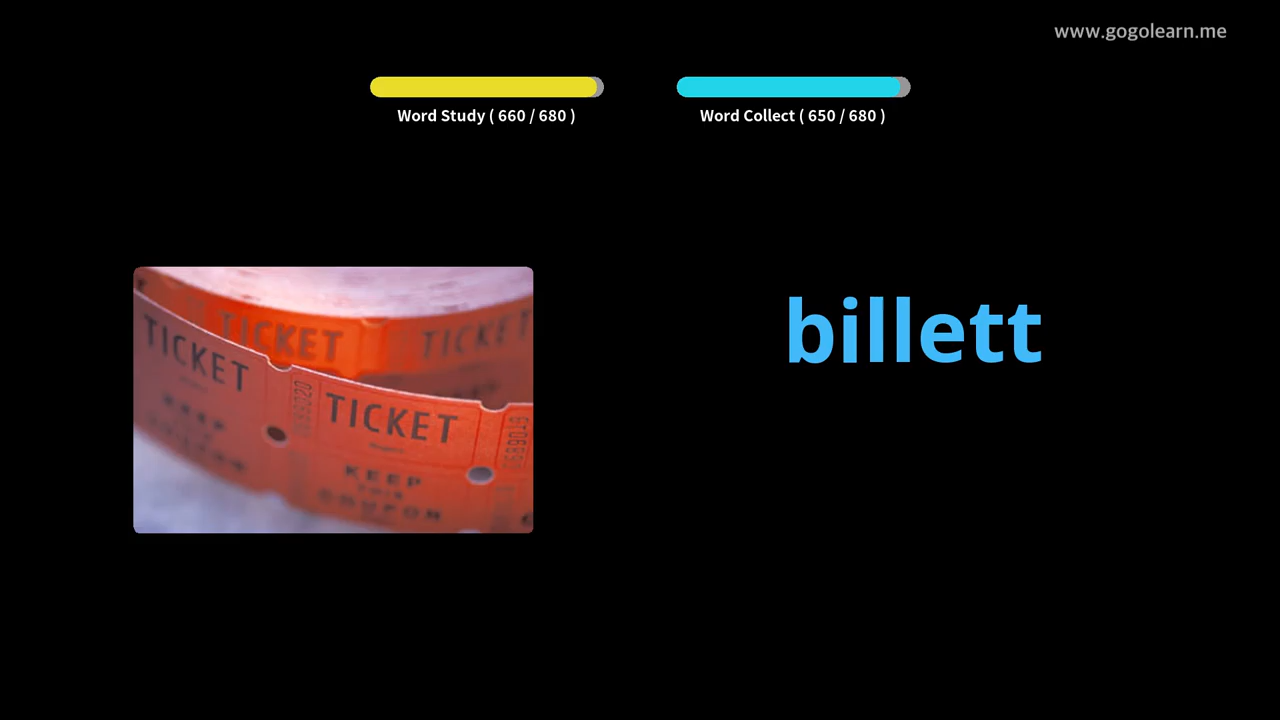 www.gogolearn.me
Word Study ( 660 / 680 )
Word Collect ( 650 / 680 )
billett
TICKET
TICKET
TICKET
TICKET
KEEP